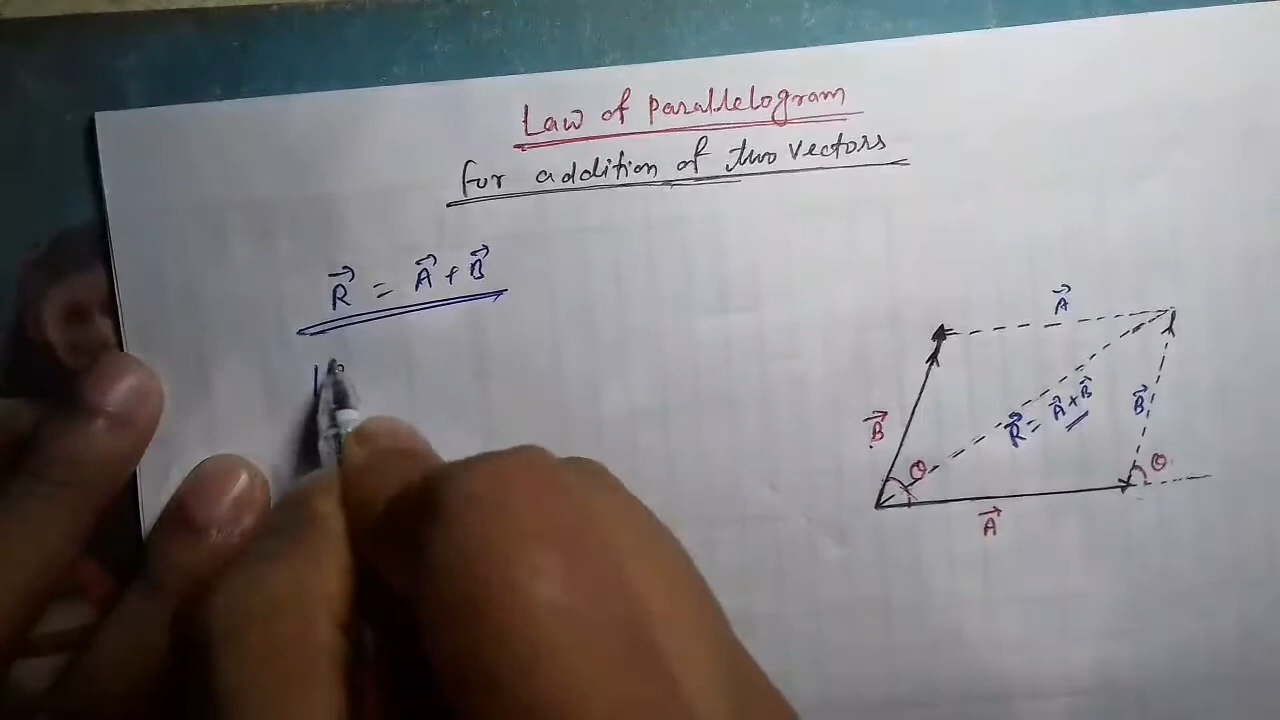 Law of parallelogram
for addition of two vectors
R⃗ = A⃗ + B⃗
A⃗
B⃗
R⃗ = A⃗ + B⃗
B⃗
θ
θ
A⃗